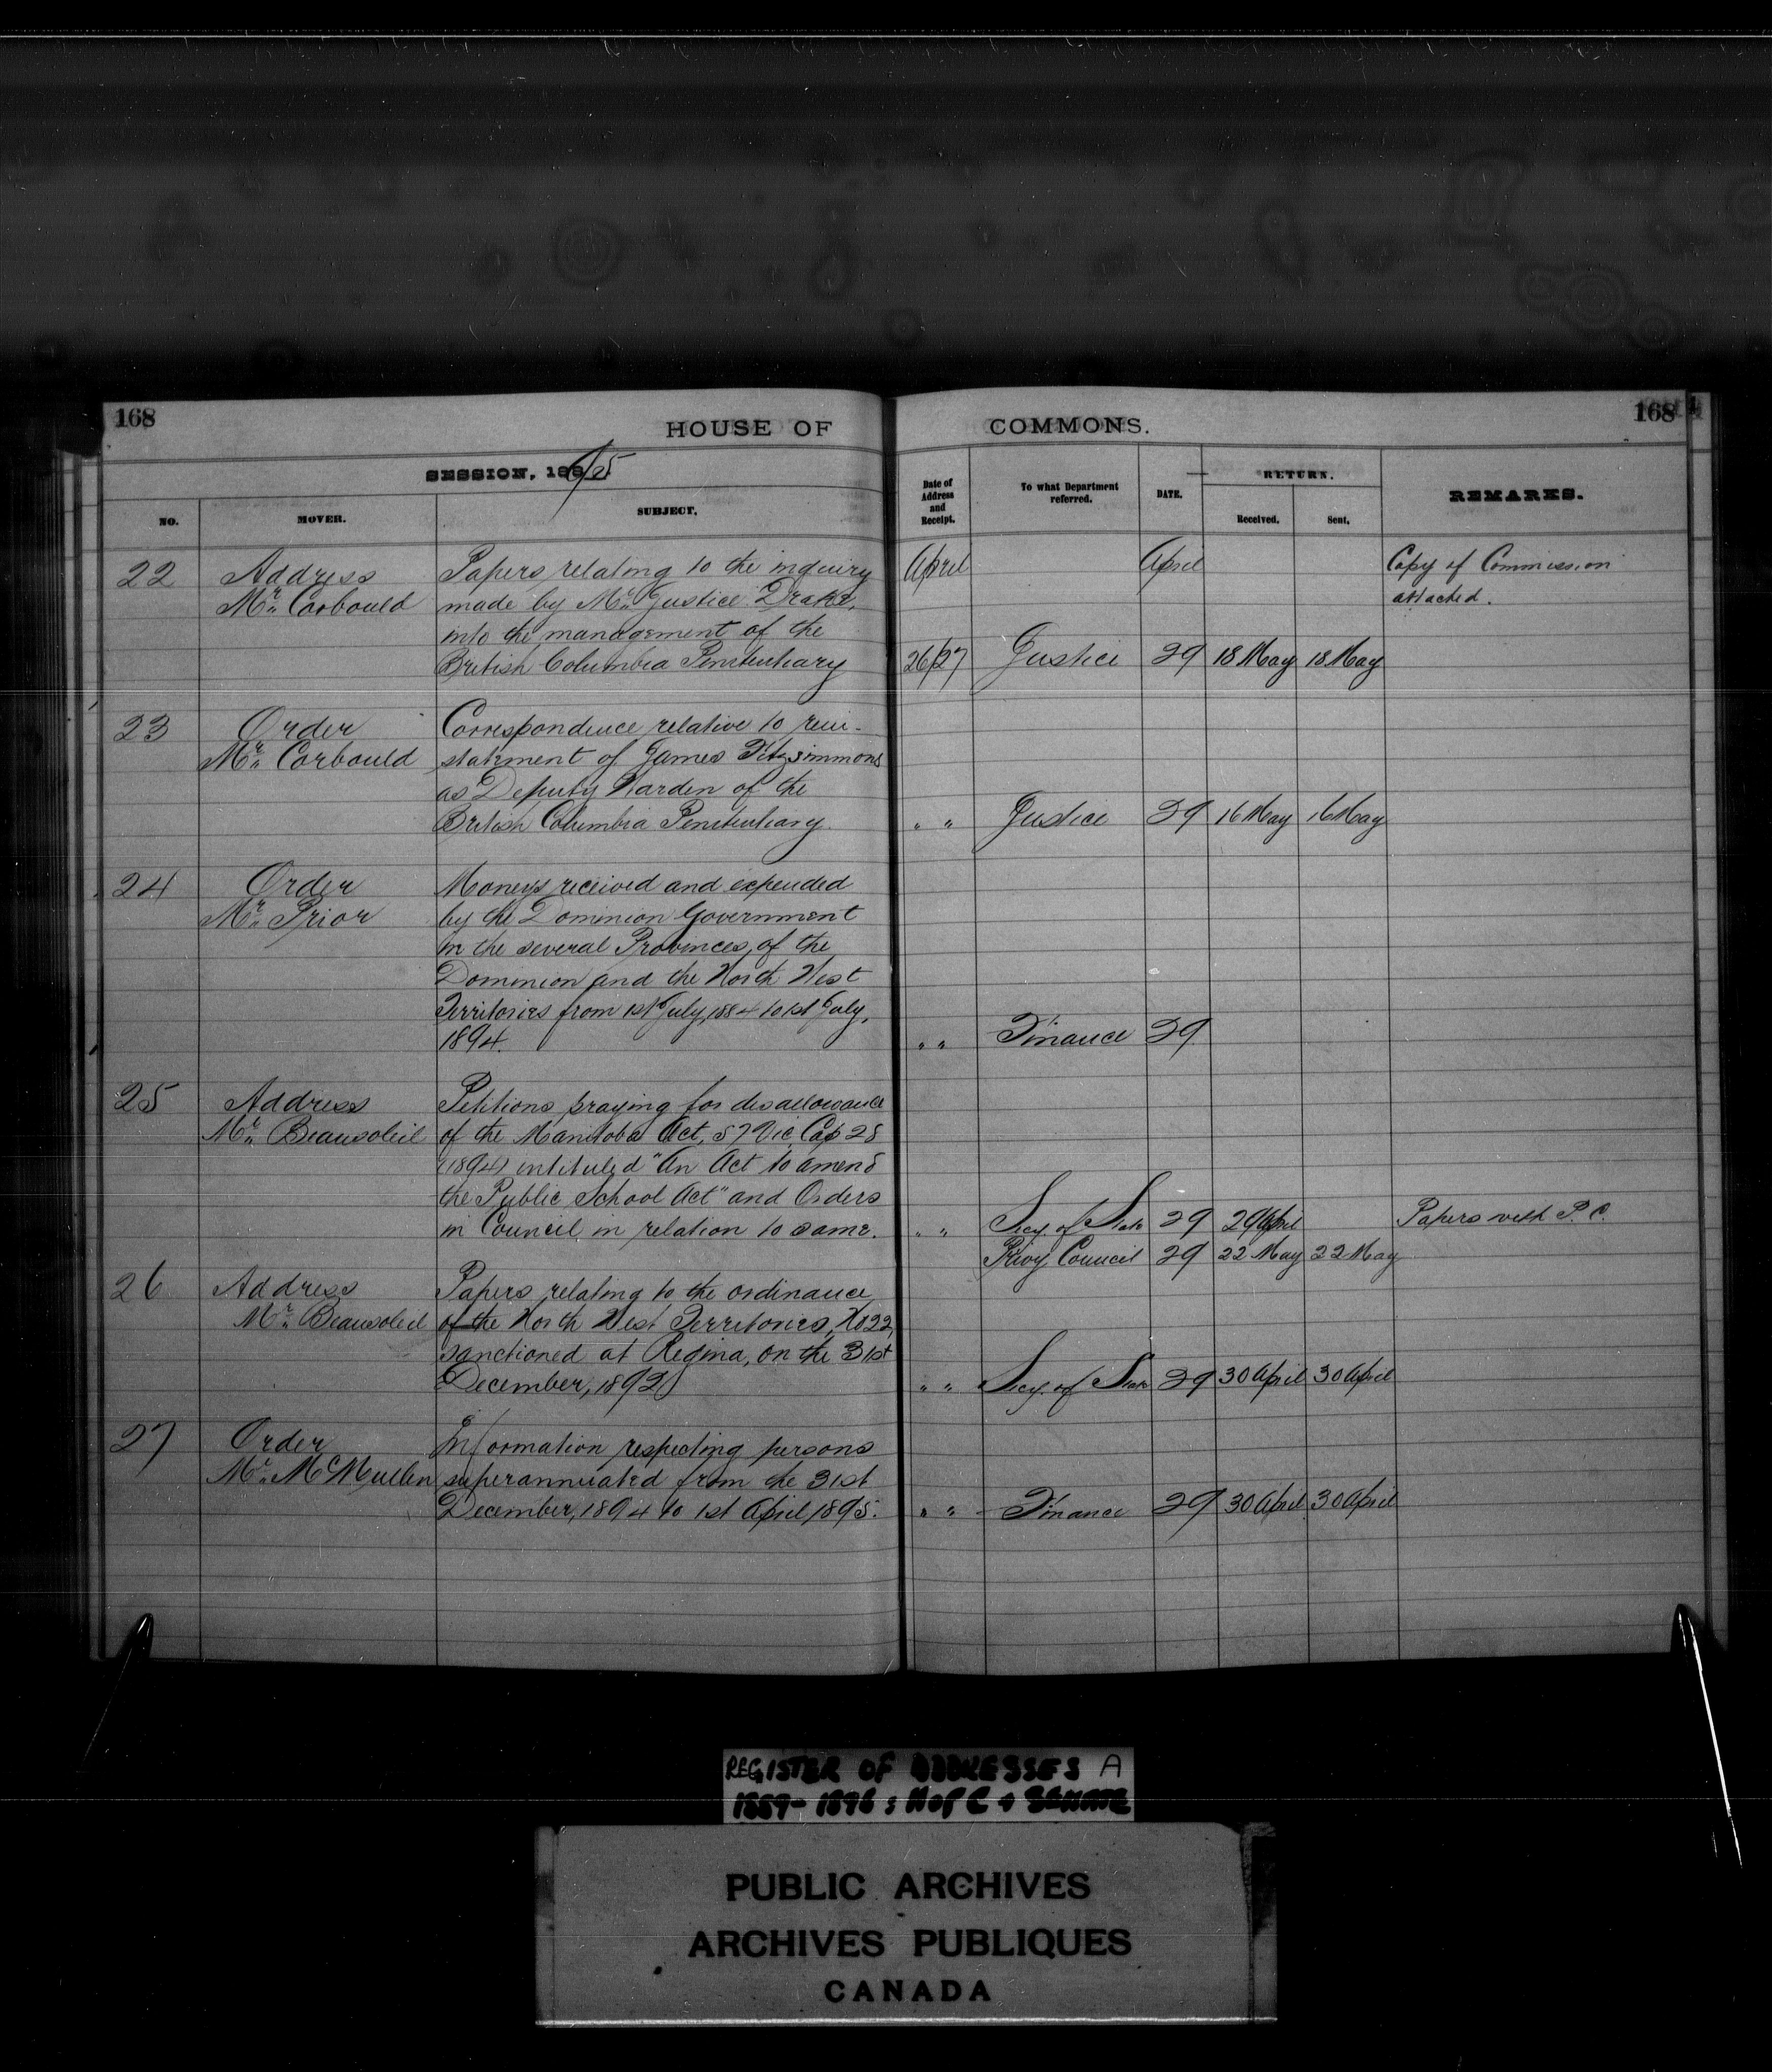 168 HOUSE OF COMMONS. 168
SESSION, 1895
NO. MOVER. SUBJECT. Date of Address and Receipt. To what Department referred. DATE. RETURN. Received. Sent. REMARKS.
22 Address Papers relating to the inquiry April April Copy of Commission
Mr. Corbould made by Mr. Justice Drake, attached.
into the management of the
British Columbia Penitentiary 26/27 Justice 29 18 May 18 May
23 Order Correspondence relative to rein-
Mr. Corbould statement of James Fitzsimmons
as Deputy Warden of the
British Columbia Penitentiary. " " Justice 29 16 May 16 May
24 Order Moneys received and expended
Mr. Prior by the Dominion Government
in the several Provinces, of the
Dominion and the North West
Territories from 1st July, 1884 to 1st July,
1894. " " Finance 29
25 Address Petitions praying for disallowance
Mr. Beausoleil of the Manitoba Act, 57 Vic, Cap 28
(1894) intituled "An Act to amend
the Public School Act" and Orders
in Council in relation to same. " " Secy. of State 29 29 April Papers with P. C.
Privy Council 29 22 May 22 May
26 Address Papers relating to the ordinance
Mr. Beausoleil of the North West Territories, No 22,
sanctioned at Regina, on the 31st
December, 1892 " " Secy. of State 29 30 April 30 April
27 Order Information respecting persons
Mr. McMullen superannuated from the 31st
December, 1894 to 1st April 1895. " " Finance 29 30 April 30 April
REGISTER OF ADDRESSES A
1889-1896; H of C + SENATE
PUBLIC ARCHIVES
ARCHIVES PUBLIQUES
CANADA